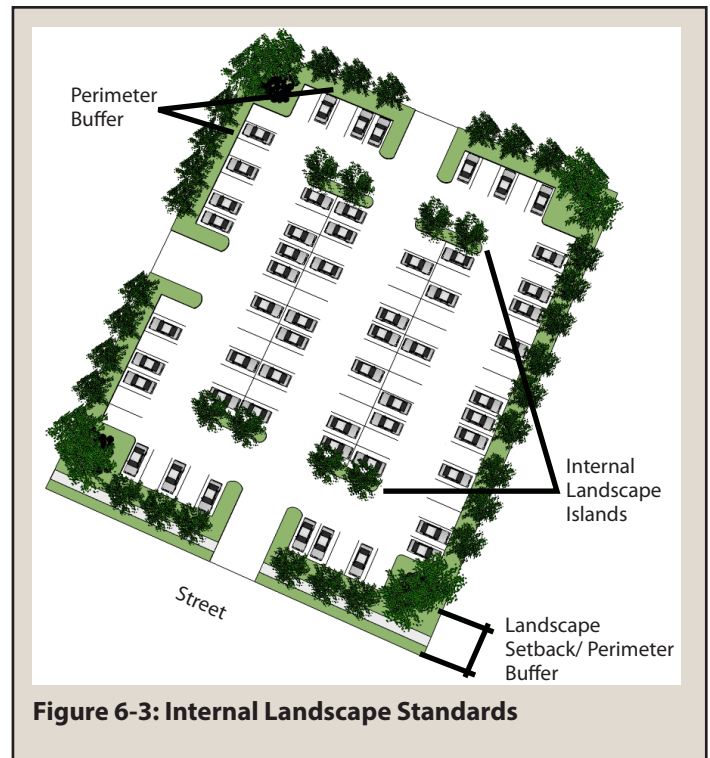 Perimeter
Buffer
Internal
Landscape
Islands
Street
Landscape
Setback/ Perimeter
Buffer
Figure 6-3: Internal Landscape Standards